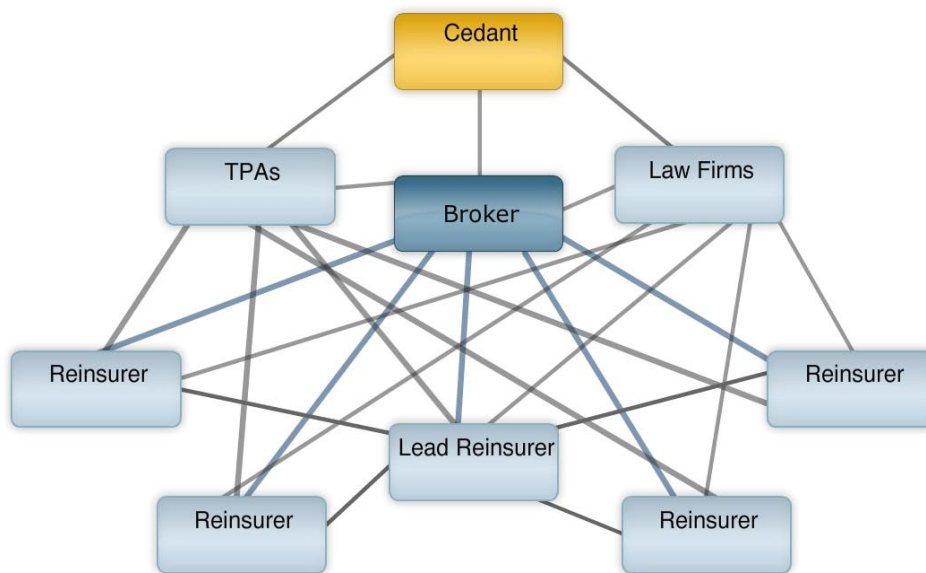 Cedant
TPAs
Law Firms
Broker
Reinsurer
Reinsurer
Lead Reinsurer
Reinsurer
Reinsurer